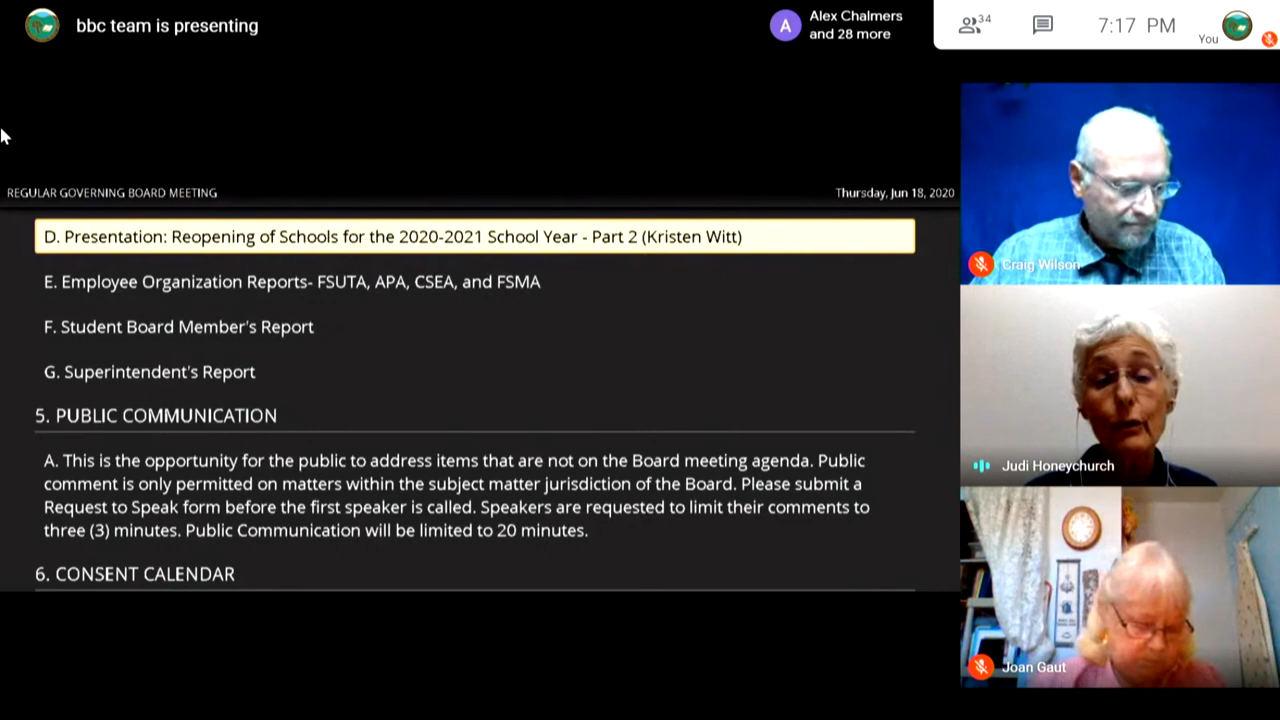 bbc team is presenting
A
Alex Chalmers
and 28 more
34
7:17 PM
You
REGULAR GOVERNING BOARD MEETING
Thursday, Jun 18, 2020
D. Presentation: Reopening of Schools for the 2020-2021 School Year - Part 2 (Kristen Witt)
E. Employee Organization Reports- FSUTA, APA, CSEA, and FSMA
F. Student Board Member's Report
G. Superintendent's Report
5. PUBLIC COMMUNICATION
A. This is the opportunity for the public to address items that are not on the Board meeting agenda. Public
comment is only permitted on matters within the subject matter jurisdiction of the Board. Please submit a
Request to Speak form before the first speaker is called. Speakers are requested to limit their comments to
three (3) minutes. Public Communication will be limited to 20 minutes.
6. CONSENT CALENDAR
Craig Wilson
Judi Honeychurch
Joan Gaut